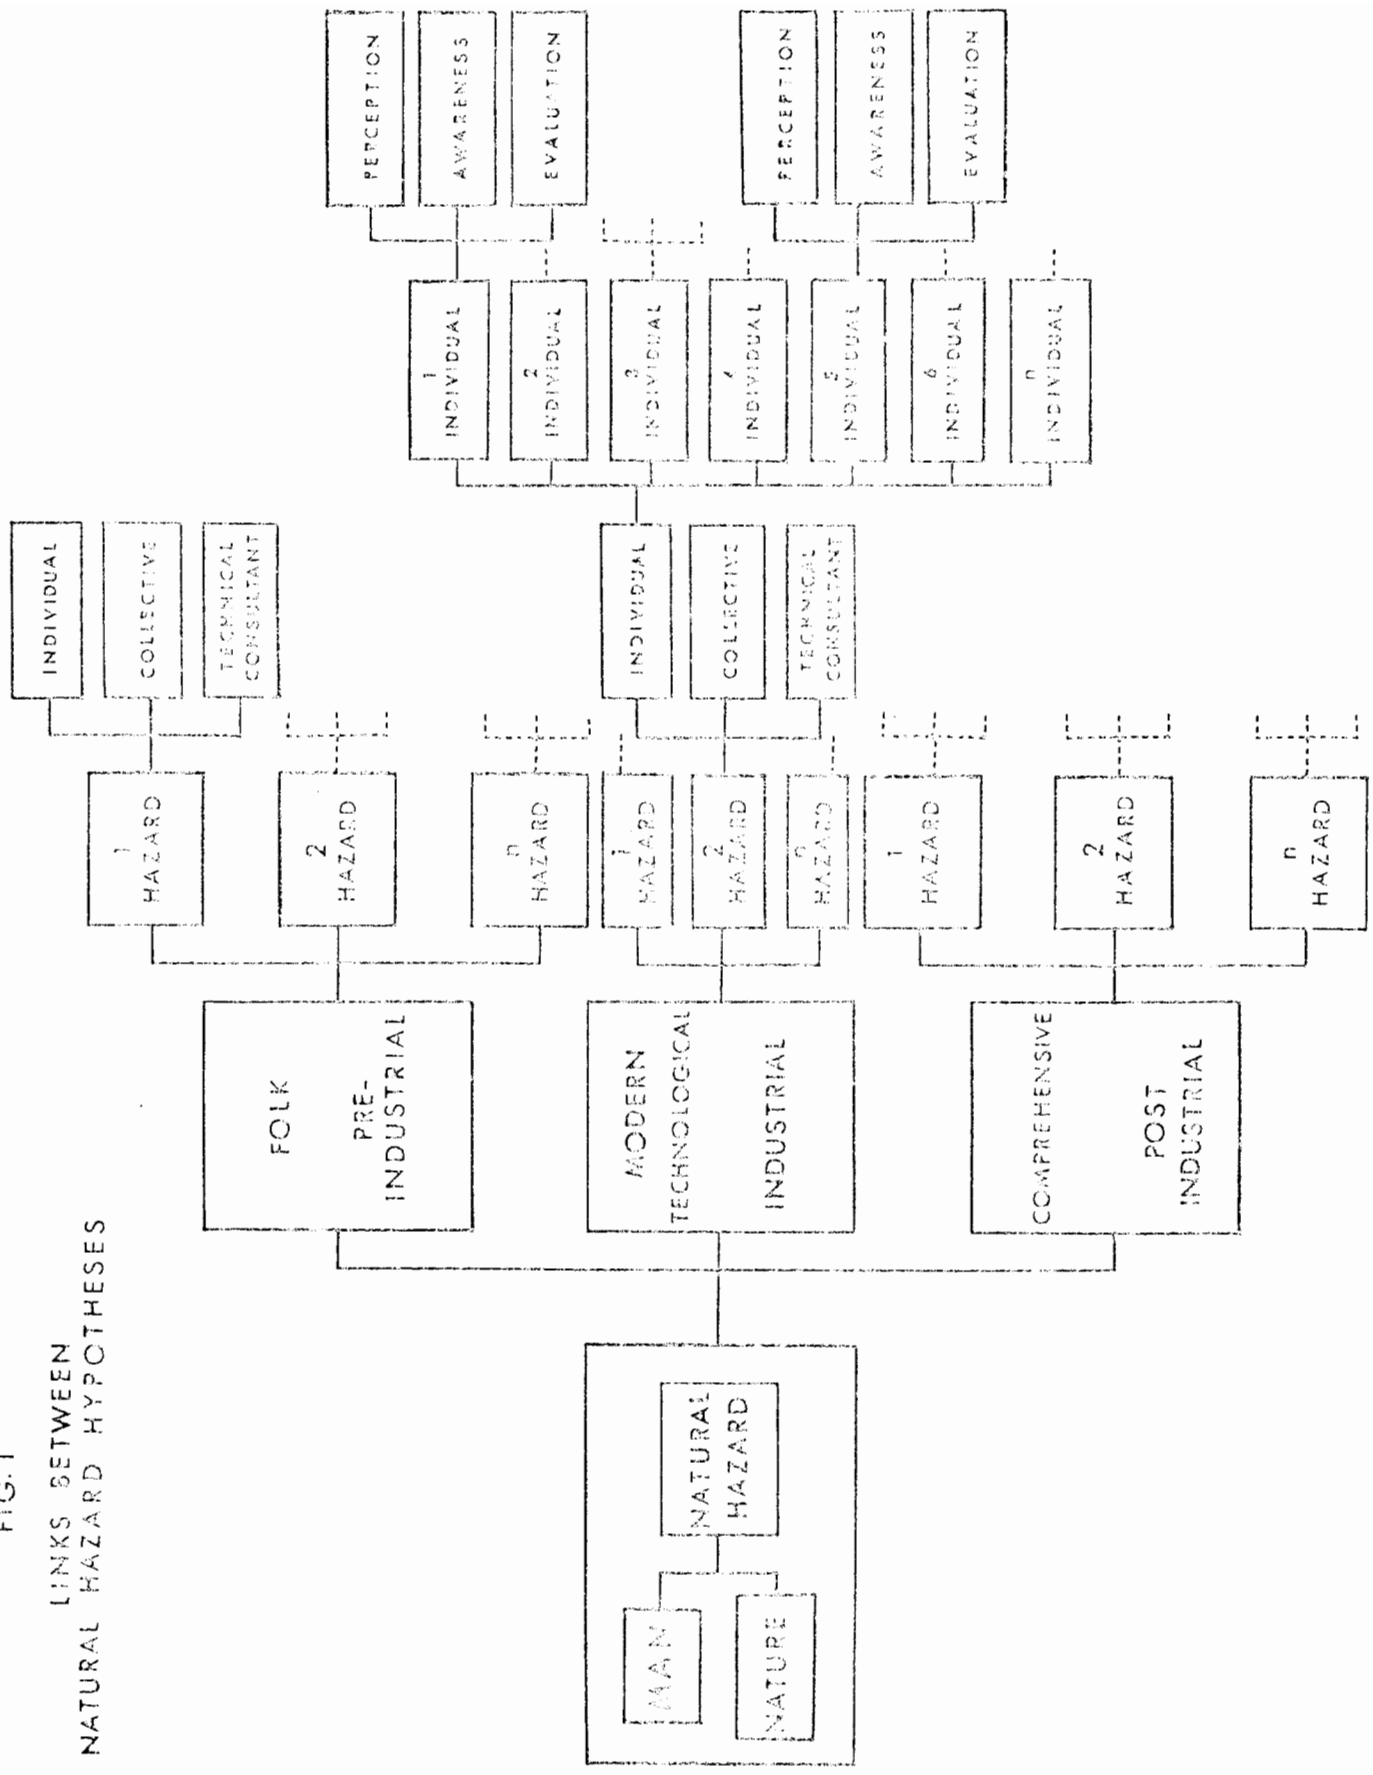 FIG. 1
LINKS BETWEEN
NATURAL HAZARD HYPOTHESES
MAN
NATURE
NATURAL
HAZARD
FOLK
PRE-
INDUSTRIAL
MODERN
TECHNOLOGICAL
INDUSTRIAL
COMPREHENSIVE
POST
INDUSTRIAL
1
HAZARD
2
HAZARD
n
HAZARD
1
HAZARD
2
HAZARD
n
HAZARD
1
HAZARD
2
HAZARD
n
HAZARD
INDIVIDUAL
COLLECTIVE
TECHNICAL
CONSULTANT
INDIVIDUAL
COLLECTIVE
TECHNICAL
CONSULTANT
1
INDIVIDUAL
2
INDIVIDUAL
3
INDIVIDUAL
4
INDIVIDUAL
5
INDIVIDUAL
6
INDIVIDUAL
n
INDIVIDUAL
PERCEPTION
AWARENESS
EVALUATION
PERCEPTION
AWARENESS
EVALUATION